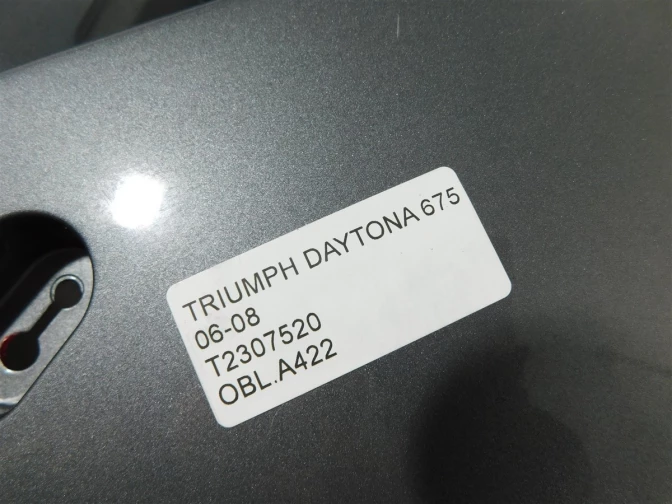 TRIUMPH DAYTONA 675
06-08
T2307520
OBL.A422